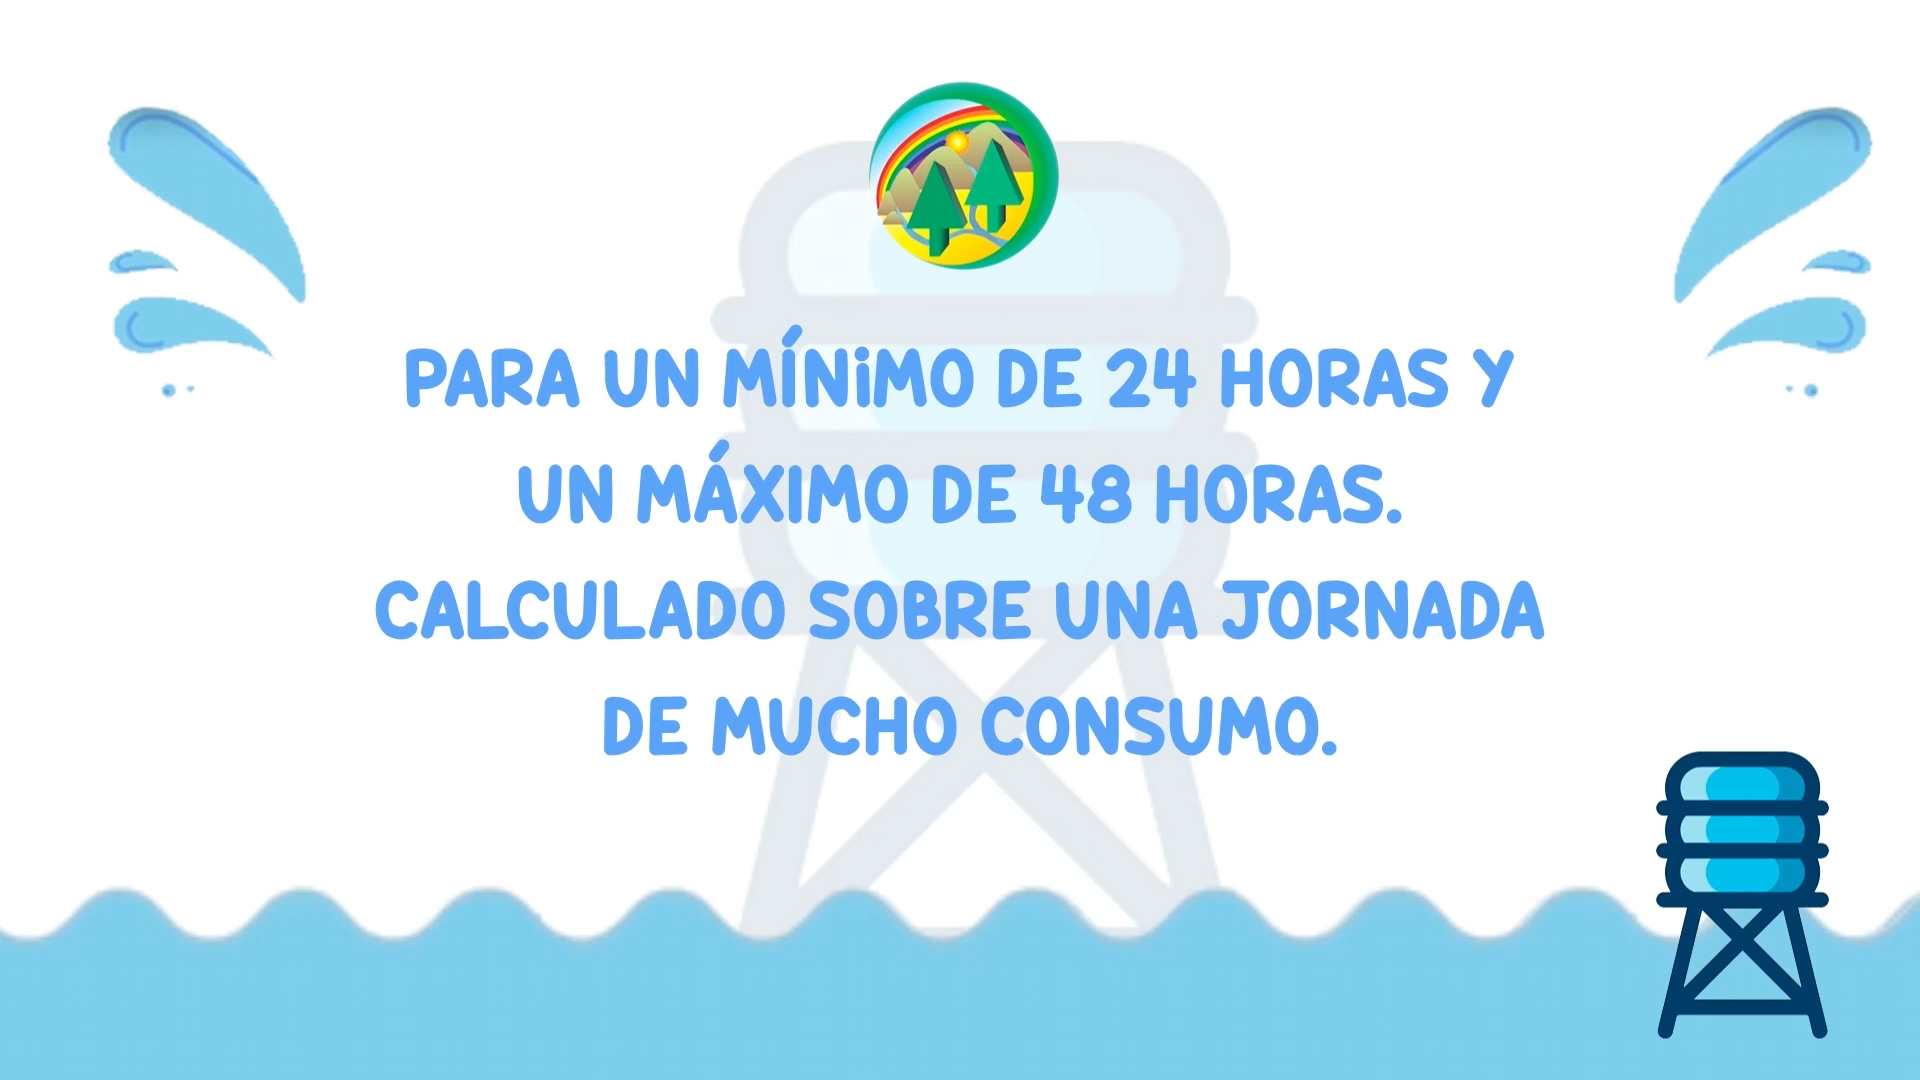 PARA UN MÍNiMO DE 24 HORAS Y
UN MÁXIMO DE 48 HORAS.
CALCULADO SOBRE UNA JORNADA
DE MUCHO CONSUMO.